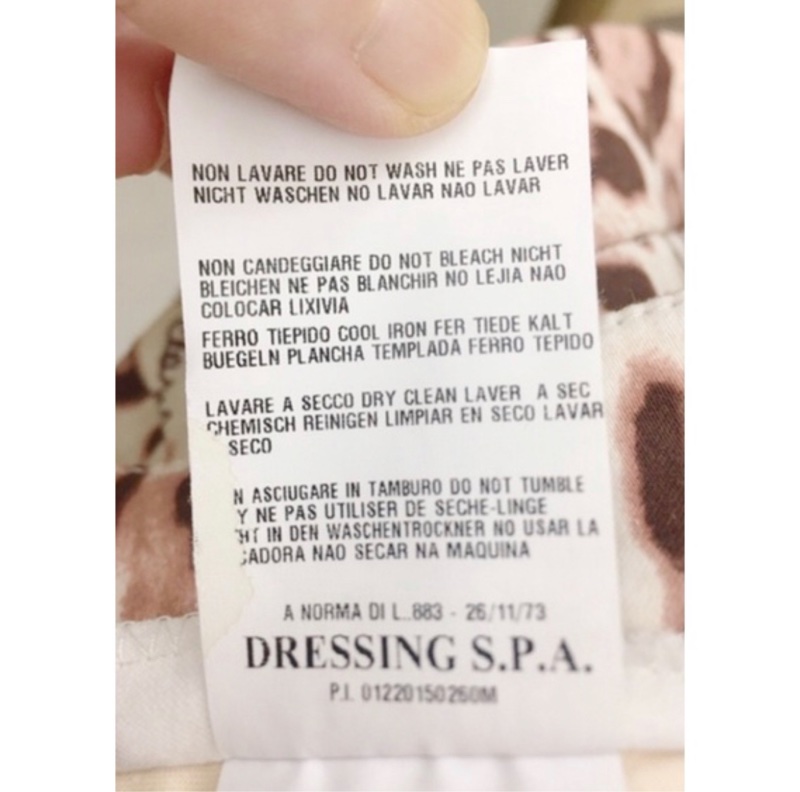 NON LAVARE DO NOT WASH NE PAS LAVER
NICHT WASCHEN NO LAVAR NAO LAVAR
NON CANDEGGIARE DO NOT BLEACH NICHT
BLEICHEN NE PAS BLANCHIR NO LEJIA NAO
COLOCAR LIXIVIA
FERRO TIEPIDO COOL IRON FER TIEDE KALT
BUEGELN PLANCHA TEMPLADA FERRO TEPIDO
LAVARE A SECCO DRY CLEAN LAVER A SEC
CHEMISCH REINIGEN LIMPIAR EN SECO LAVAR
SECO
N ASCIUGARE IN TAMBURO DO NOT TUMBLE
Y NE PAS UTILISER DE SECHE-LINGE
HT IN DEN WASCHENTROCKNER NO USAR LA
CADORA NAO SECAR NA MAQUINA
A NORMA DI L. 883 - 26/11/73
DRESSING S.P.A.
P.I. 01220150260M